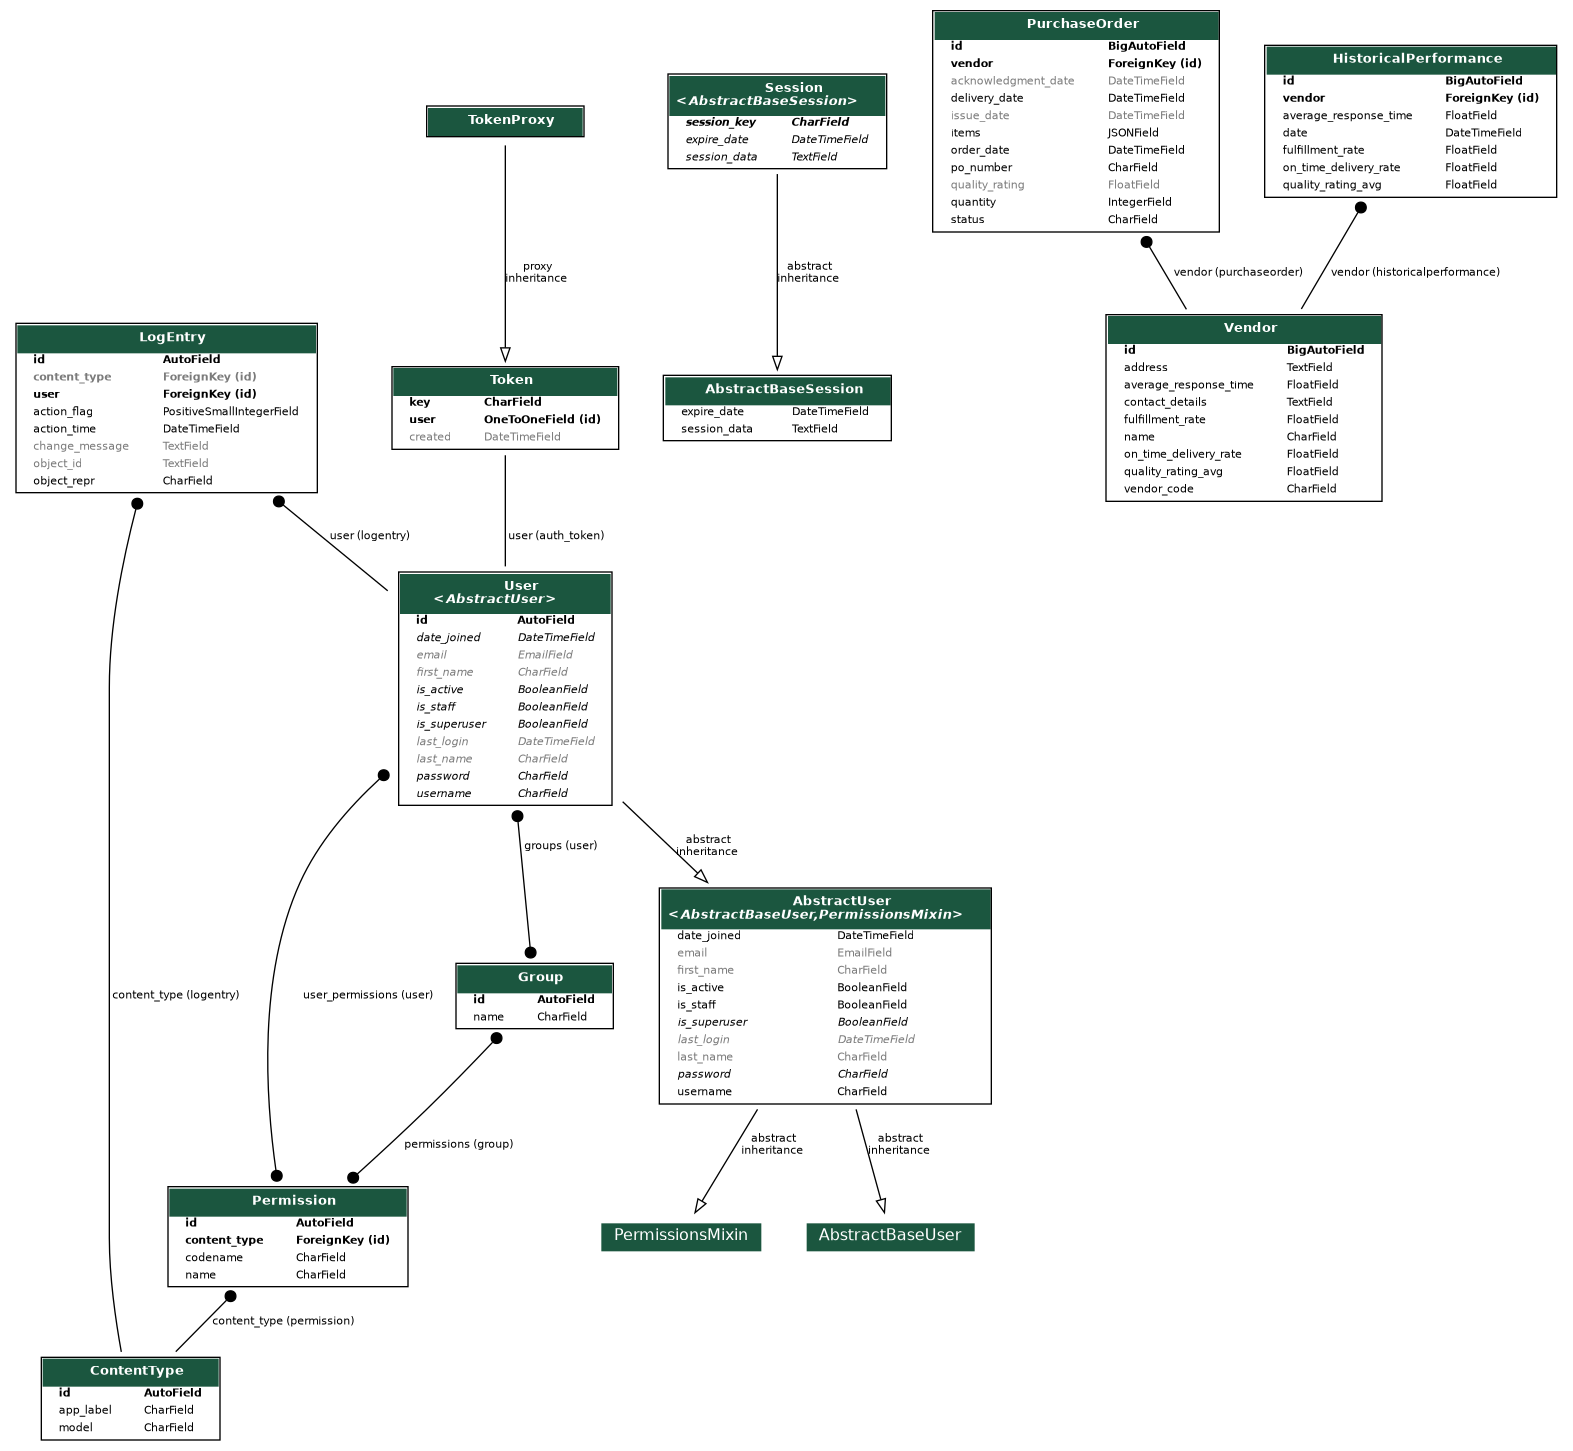 PurchaseOrder
id BigAutoField
vendor ForeignKey (id)
acknowledgment_date DateTimeField
delivery_date DateTimeField
issue_date DateTimeField
items JSONField
order_date DateTimeField
po_number CharField
quality_rating FloatField
quantity IntegerField
status CharField
HistoricalPerformance
id BigAutoField
vendor ForeignKey (id)
average_response_time FloatField
date DateTimeField
fulfillment_rate FloatField
on_time_delivery_rate FloatField
quality_rating_avg FloatField
Session
<AbstractBaseSession>
session_key CharField
expire_date DateTimeField
session_data TextField
TokenProxy
proxy
inheritance
abstract
inheritance
vendor (purchaseorder)
vendor (historicalperformance)
LogEntry
id AutoField
content_type ForeignKey (id)
user ForeignKey (id)
action_flag PositiveSmallIntegerField
action_time DateTimeField
change_message TextField
object_id TextField
object_repr CharField
Token
key CharField
user OneToOneField (id)
created DateTimeField
AbstractBaseSession
expire_date DateTimeField
session_data TextField
Vendor
id BigAutoField
address TextField
average_response_time FloatField
contact_details TextField
fulfillment_rate FloatField
name CharField
on_time_delivery_rate FloatField
quality_rating_avg FloatField
vendor_code CharField
user (logentry)
user (auth_token)
User
<AbstractUser>
id AutoField
date_joined DateTimeField
email EmailField
first_name CharField
is_active BooleanField
is_staff BooleanField
is_superuser BooleanField
last_login DateTimeField
last_name CharField
password CharField
username CharField
groups (user)
abstract
inheritance
AbstractUser
<AbstractBaseUser,PermissionsMixin>
date_joined DateTimeField
email EmailField
first_name CharField
is_active BooleanField
is_staff BooleanField
is_superuser BooleanField
last_login DateTimeField
last_name CharField
password CharField
username CharField
content_type (logentry)
user_permissions (user)
Group
id AutoField
name CharField
permissions (group)
abstract
inheritance
abstract
inheritance
Permission
id AutoField
content_type ForeignKey (id)
codename CharField
name CharField
PermissionsMixin
AbstractBaseUser
content_type (permission)
ContentType
id AutoField
app_label CharField
model CharField